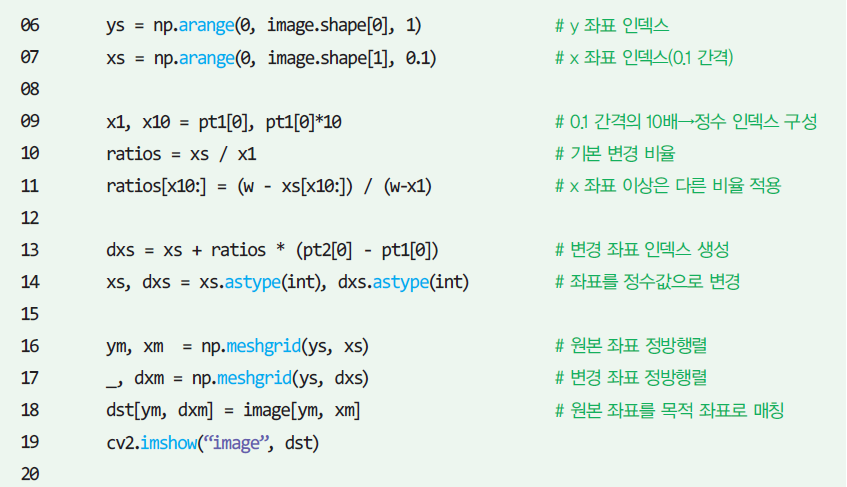 06 ys = np.arange(0, image.shape[0], 1) # y 좌표 인덱스
07 xs = np.arange(0, image.shape[1], 0.1) # x 좌표 인덱스(0.1 간격)
08
09 x1, x10 = pt1[0], pt1[0]*10 # 0.1 간격의 10배→정수 인덱스 구성
10 ratios = xs / x1 # 기본 변경 비율
11 ratios[x10:] = (w - xs[x10:]) / (w-x1) # x 좌표 이상은 다른 비율 적용
12
13 dxs = xs + ratios * (pt2[0] - pt1[0]) # 변경 좌표 인덱스 생성
14 xs, dxs = xs.astype(int), dxs.astype(int) # 좌표를 정수값으로 변경
15
16 ym, xm = np.meshgrid(ys, xs) # 원본 좌표 정방행렬
17 _, dxm = np.meshgrid(ys, dxs) # 변경 좌표 정방행렬
18 dst[ym, dxm] = image[ym, xm] # 원본 좌표를 목적 좌표로 매칭
19 cv2.imshow(“image”, dst)
20